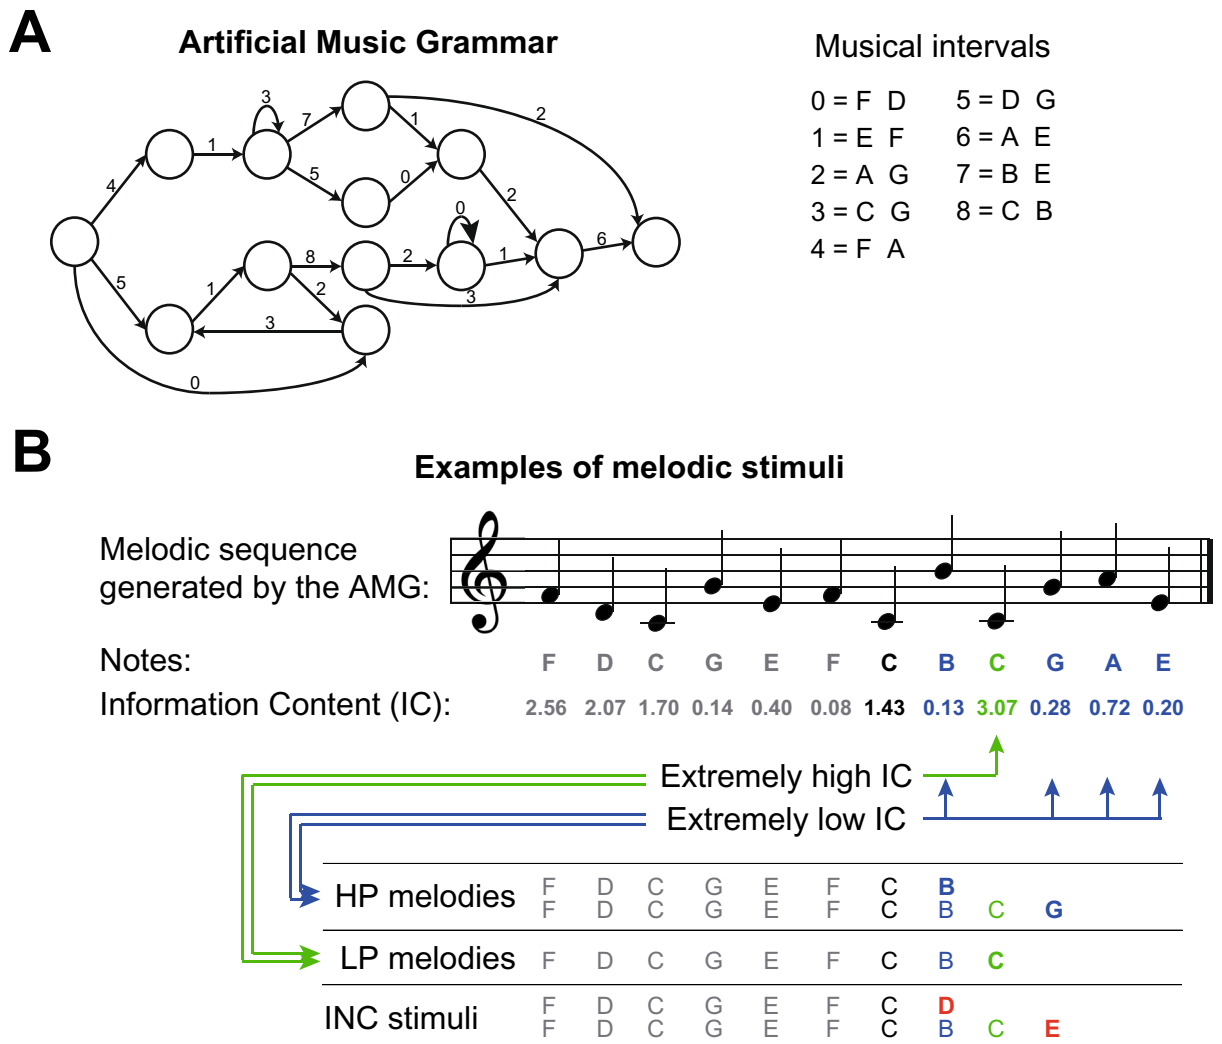 A
Artificial Music Grammar
Musical intervals
0 = F D 5 = D G
1 = E F 6 = A E
2 = A G 7 = B E
3 = C G 8 = C B
4 = F A
3
7
1
2
1
4
5
0
2
0
6
5
1
8
2
1
2
3
3
0
B
Examples of melodic stimuli
Melodic sequence
generated by the AMG:
Notes: F D C G E F C B C G A E
Information Content (IC): 2.56 2.07 1.70 0.14 0.40 0.08 1.43 0.13 3.07 0.28 0.72 0.20
Extremely high IC
Extremely low IC
HP melodies F D C G E F C B
F D C G E F C B C G
LP melodies F D C G E F C B C
INC stimuli F D C G E F C D
F D C G E F C B C E